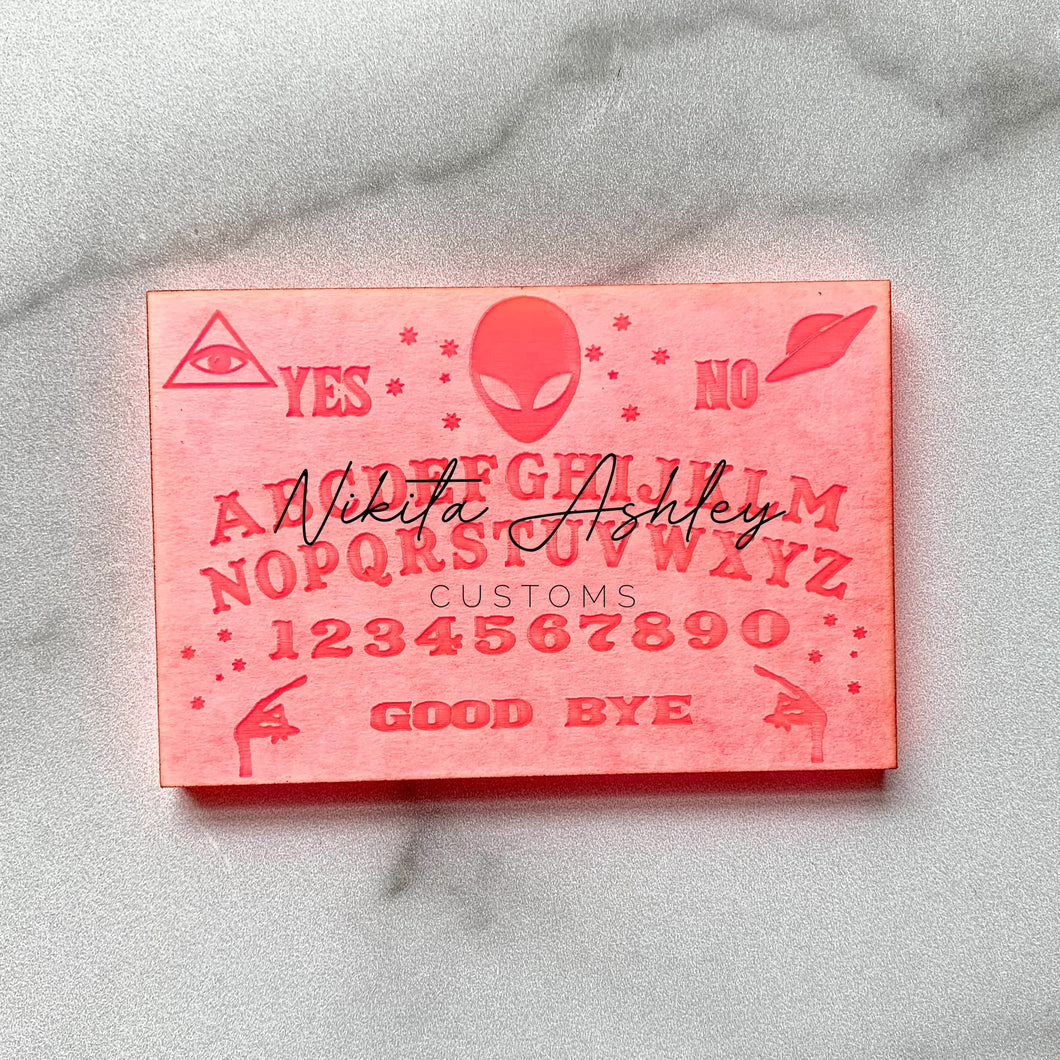 YES NO
ABCDEFGHIJKLM
Nikita Ashley
NOPQRSTUVWXYZ
CUSTOMS
1234567890
GOOD BYE